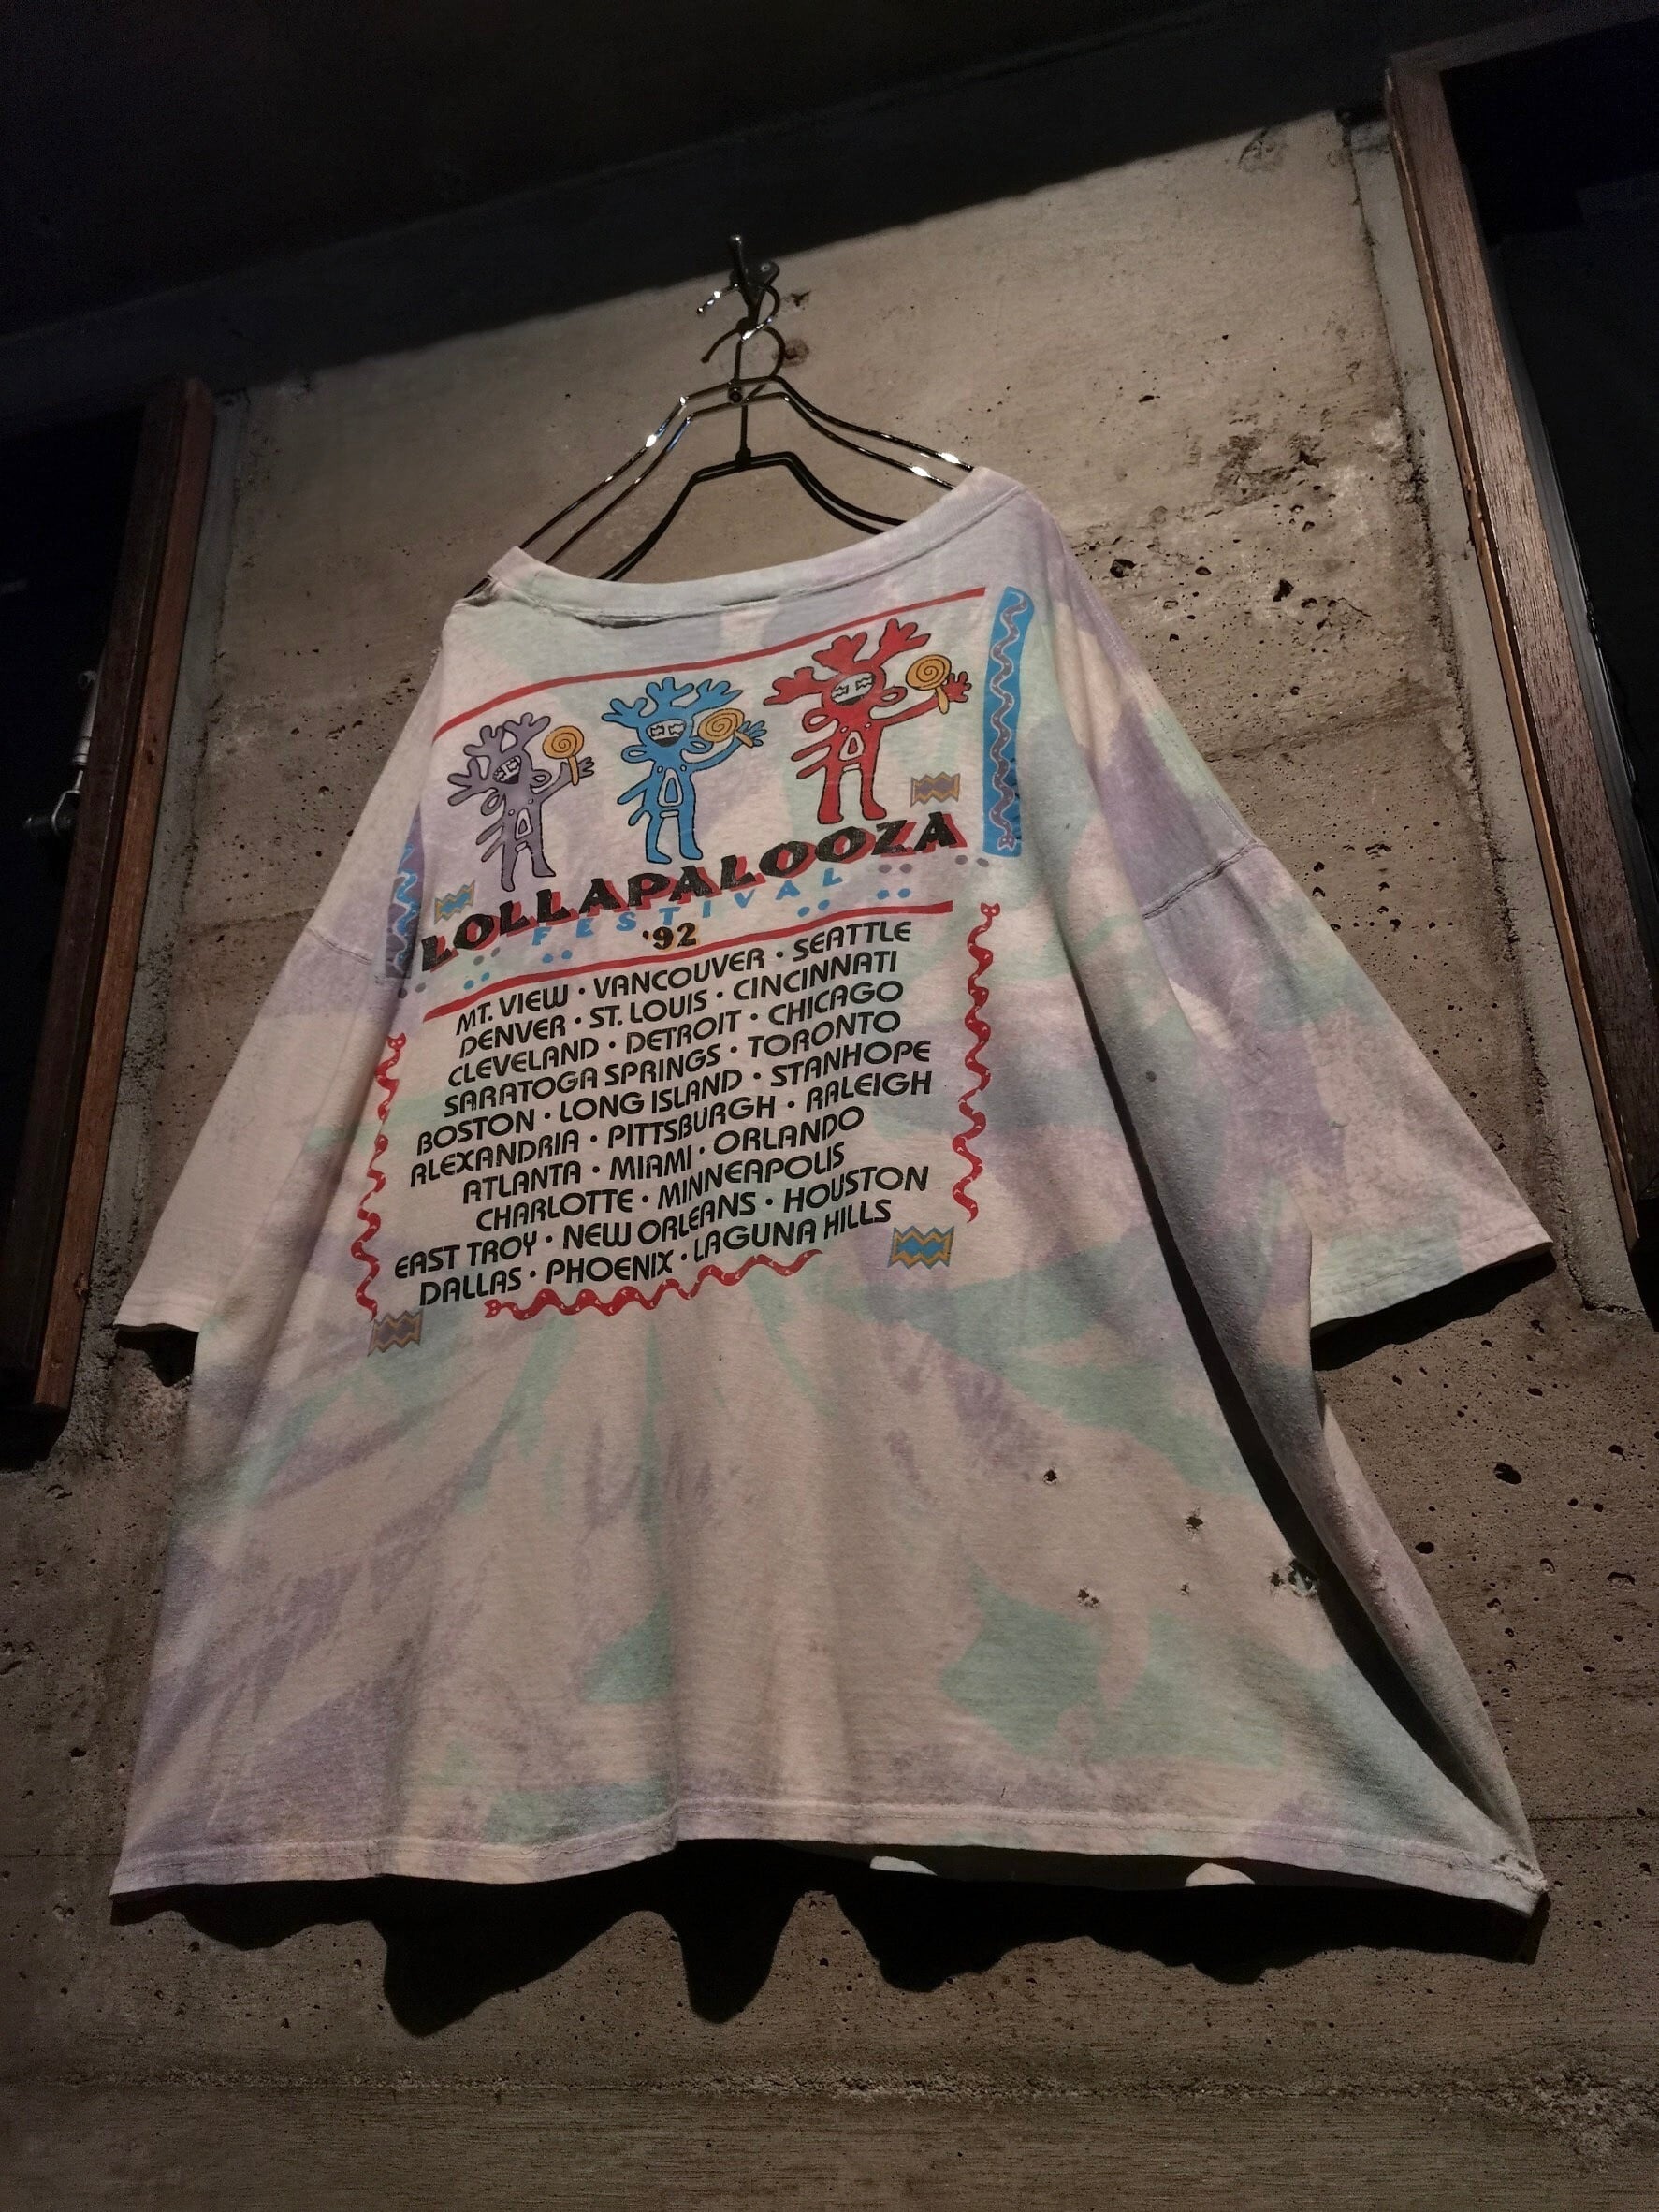 LOLLAPALOOZA
FESTIVAL
'92
MT. VIEW • VANCOUVER • SEATTLE
DENVER • ST. LOUIS • CINCINNATI
CLEVELAND • DETROIT • CHICAGO
SARATOGA SPRINGS • TORONTO
BOSTON • LONG ISLAND • STANHOPE
ALEXANDRIA • PITTSBURGH • RALEIGH
ATLANTA • MIAMI • ORLANDO
CHARLOTTE • MINNEAPOLIS
EAST TROY • NEW ORLEANS • HOUSTON
DALLAS • PHOENIX • LAGUNA HILLS